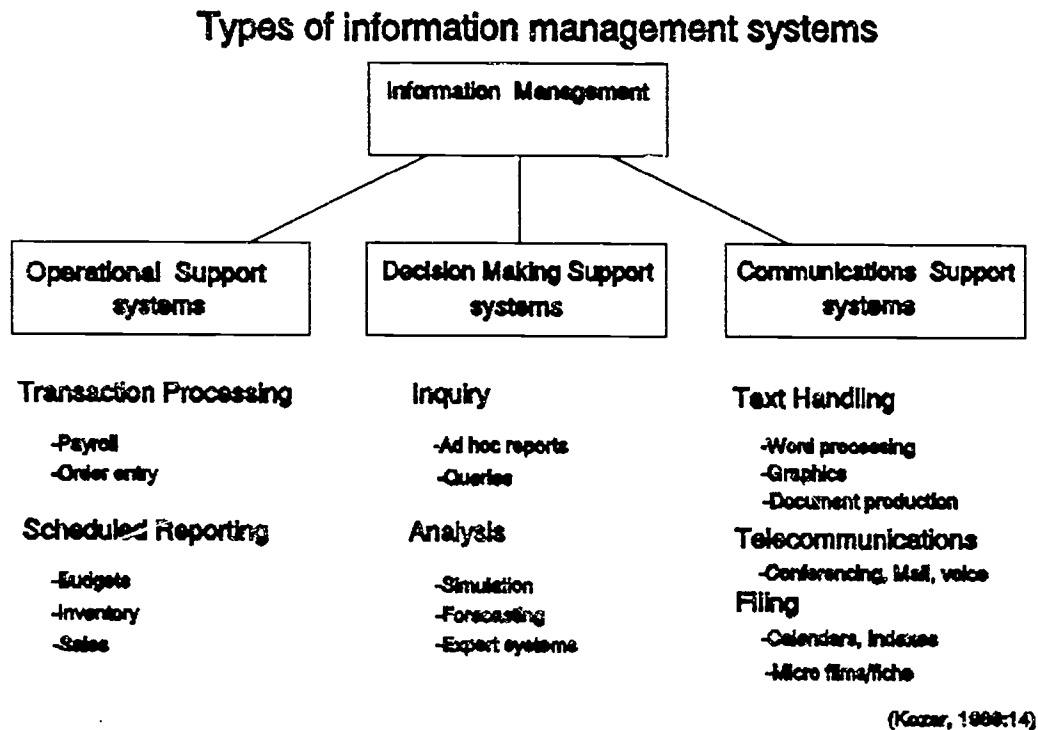 Types of information management systems
Information Management
Operational Support
systems
Decision Making Support
systems
Communications Support
systems
Transaction Processing
-Payroll
-Order entry
Scheduled Reporting
-Budgets
-Inventory
-Sales
Inquiry
-Ad hoc reports
-Queries
Analysis
-Simulation
-Forecasting
-Expert systems
Text Handling
-Word processing
-Graphics
-Document production
Telecommunications
-Conferencing, Mail, voice
Filing
-Calenders, Indexes
-Micro films/fiche
(Kozar,